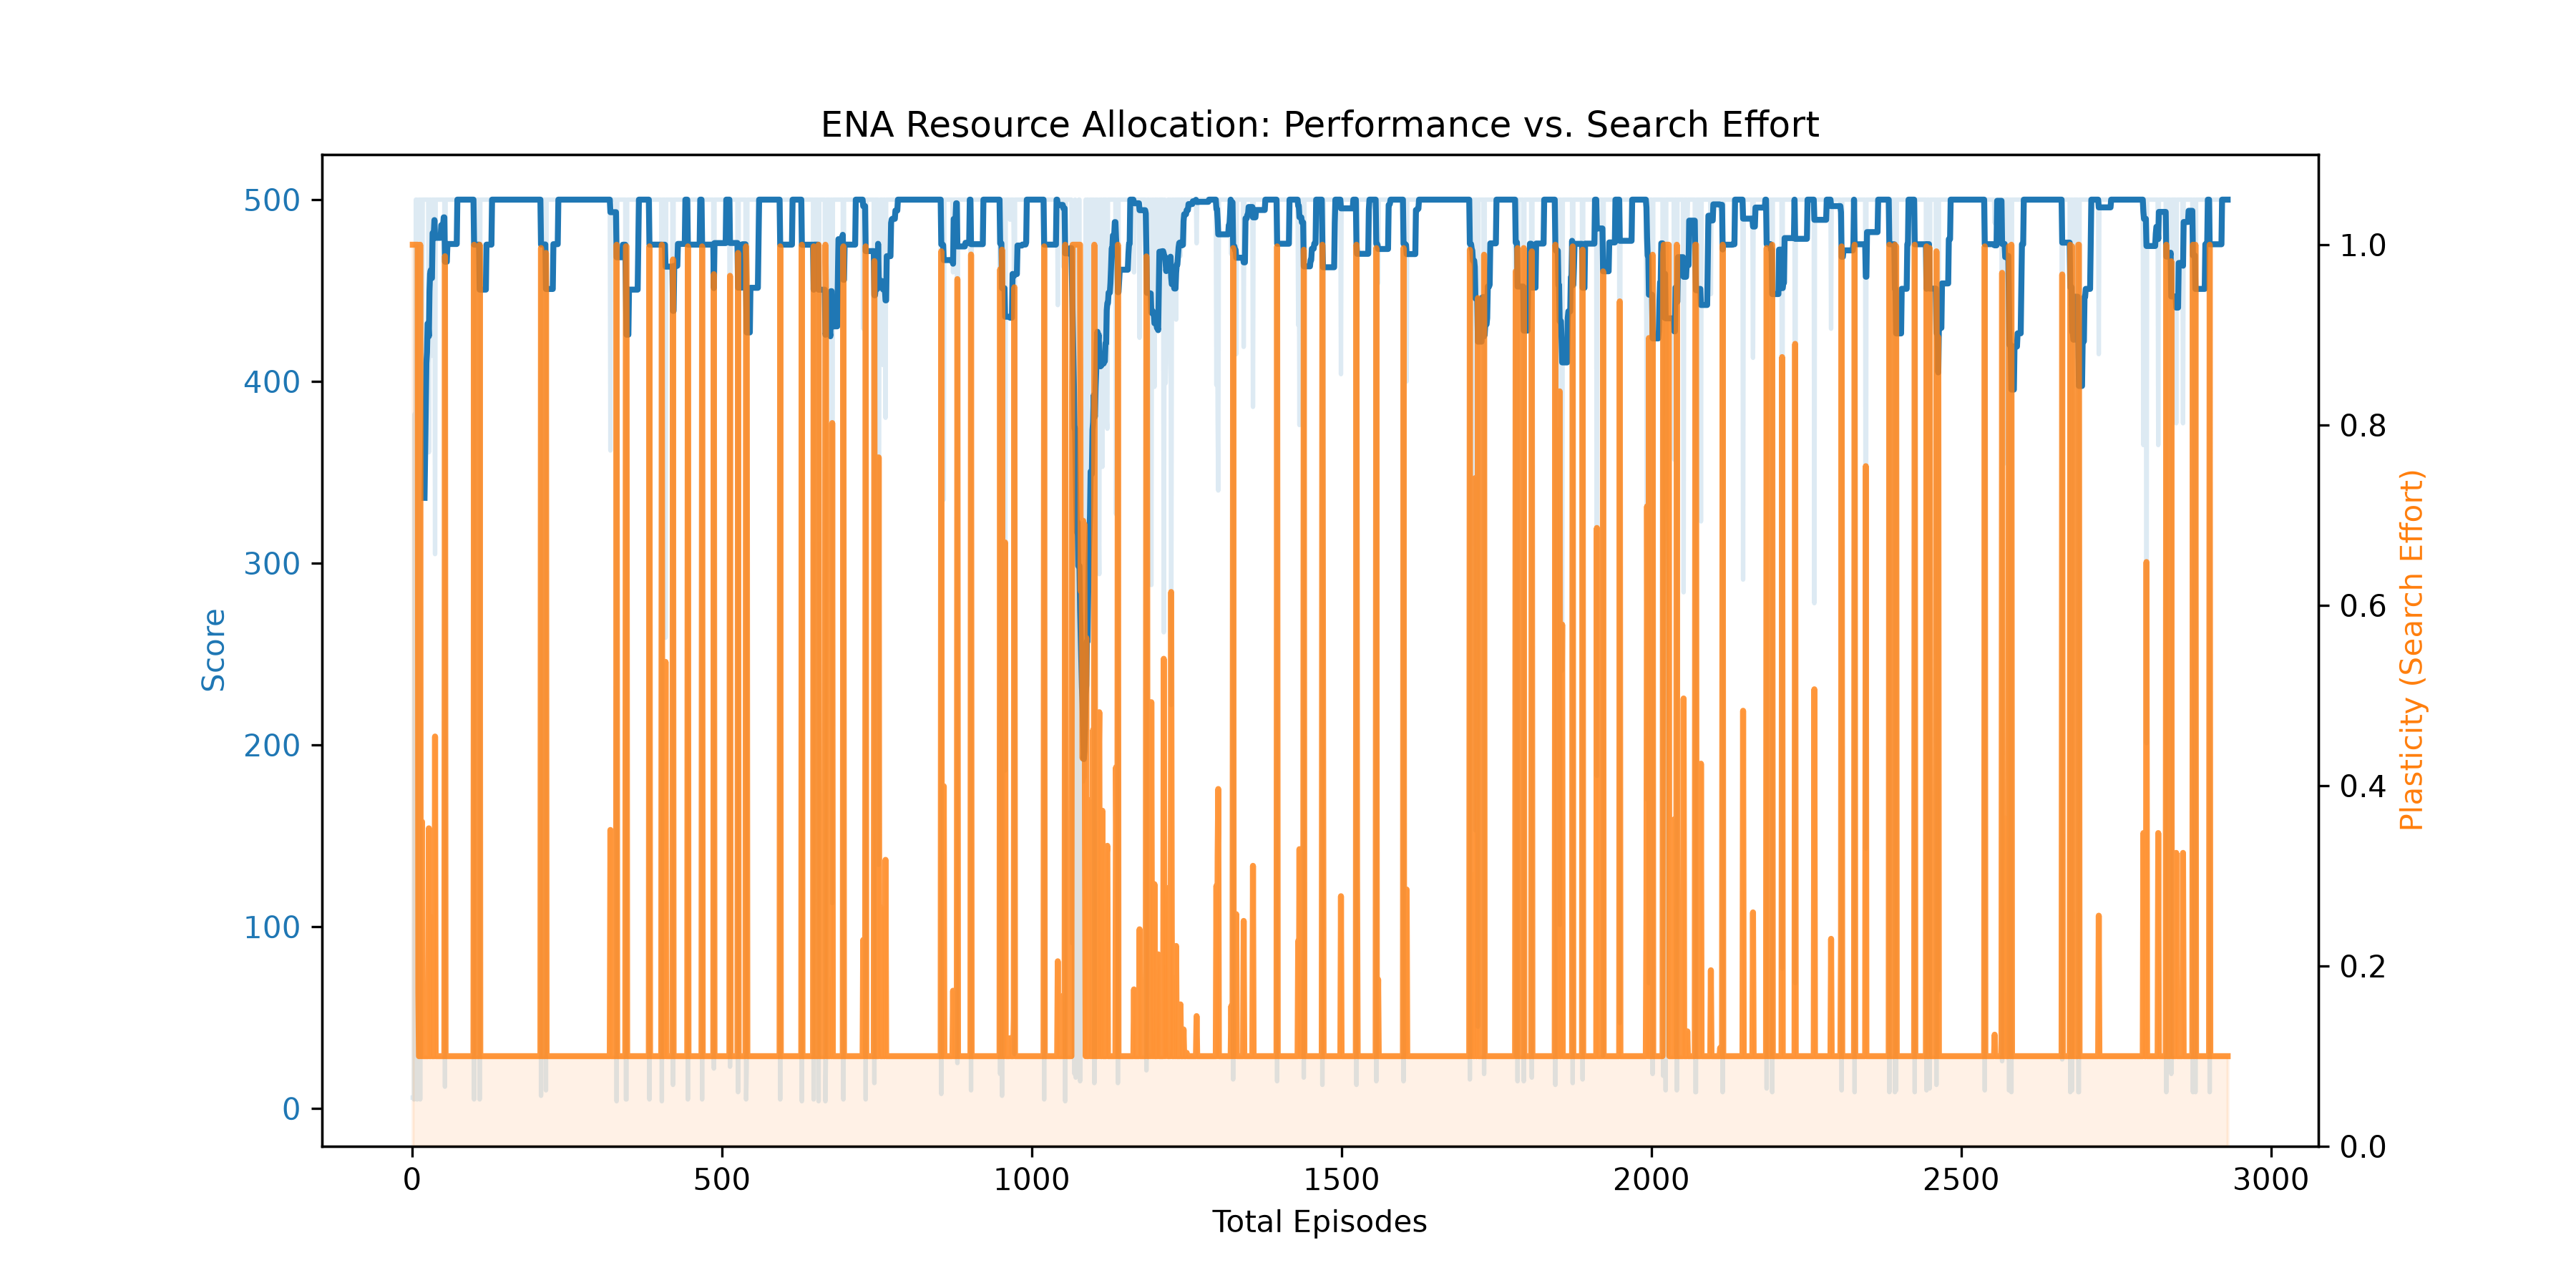 ENA Resource Allocation: Performance vs. Search Effort
500
400
300
200
100
0
Score
1.0
0.8
0.6
0.4
0.2
0.0
Plasticity (Search Effort)
0 500 1000 1500 2000 2500 3000
Total Episodes